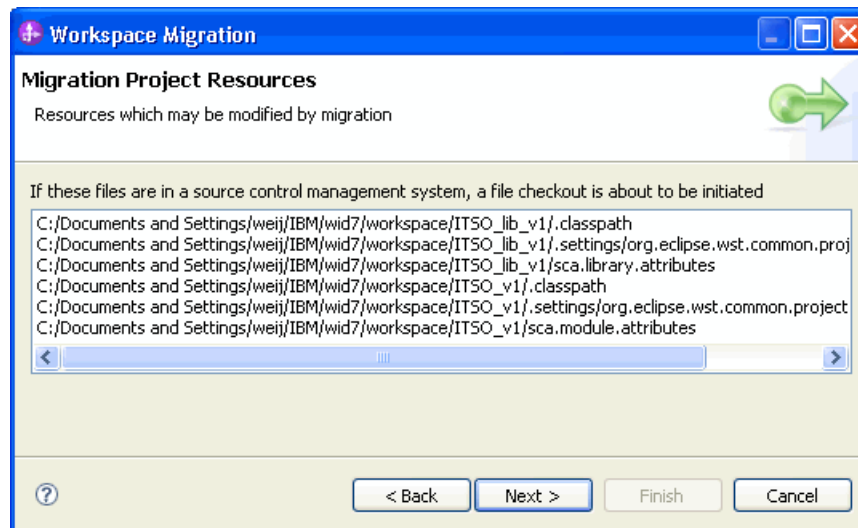 Workspace Migration
Migration Project Resources
Resources which may be modified by migration
If these files are in a source control management system, a file checkout is about to be initiated
C:/Documents and Settings/weij/IBM/wid7/workspace/ITSO_lib_v1/.classpath
C:/Documents and Settings/weij/IBM/wid7/workspace/ITSO_lib_v1/.settings/org.eclipse.wst.common.proj
C:/Documents and Settings/weij/IBM/wid7/workspace/ITSO_lib_v1/sca.library.attributes
C:/Documents and Settings/weij/IBM/wid7/workspace/ITSO_v1/.classpath
C:/Documents and Settings/weij/IBM/wid7/workspace/ITSO_v1/.settings/org.eclipse.wst.common.project
C:/Documents and Settings/weij/IBM/wid7/workspace/ITSO_v1/sca.module.attributes
< Back Next > Finish Cancel